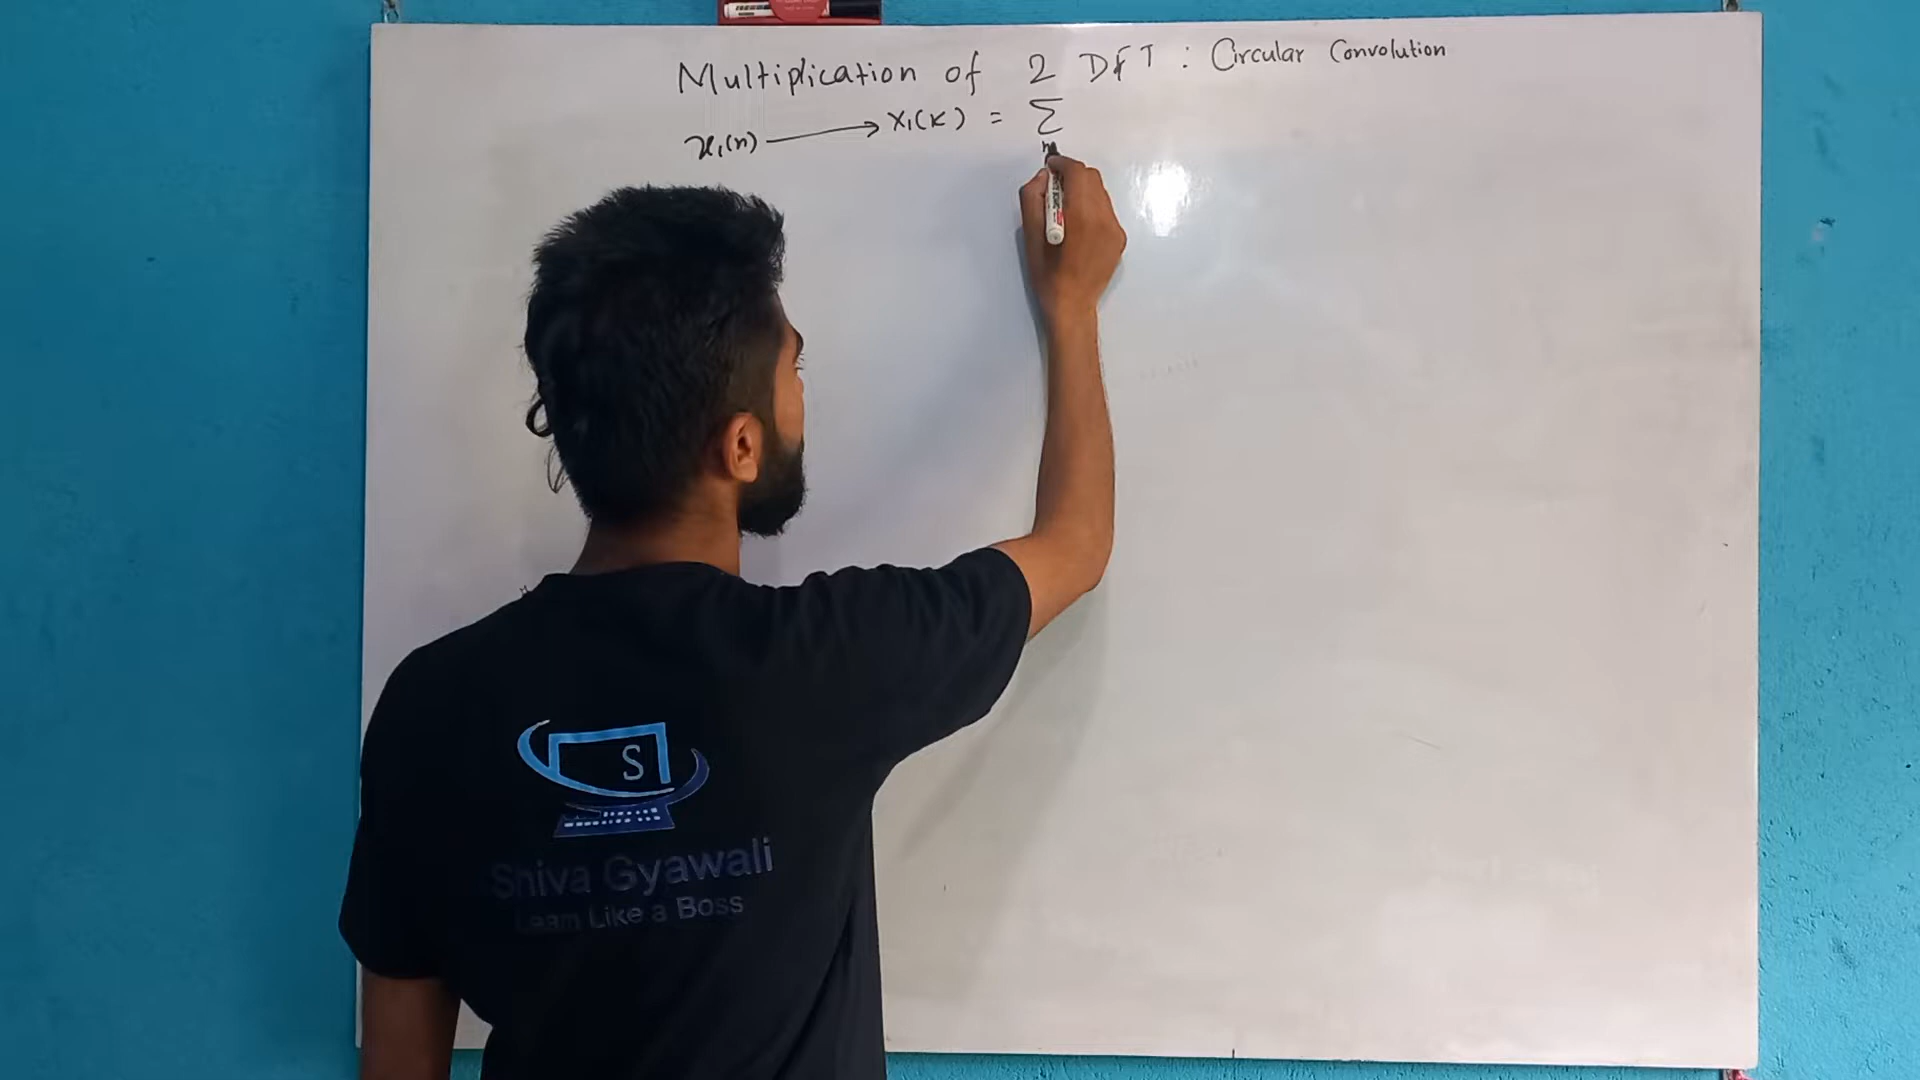 Multiplication of 2 DFT : Circular Convolution
x₁(n) ⟶ X₁(K) = Σ
n
S
Shiva Gyawali
Learn Like a Boss